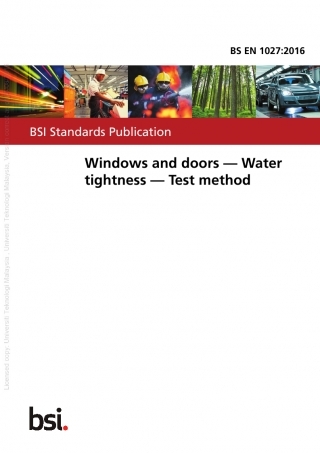 BS EN 1027:2016
BSI Standards Publication
Windows and doors — Water
tightness — Test method
bsi.
Licensed copy: Universiti Teknologi Malaysia, Universiti Teknologi Malaysia, Version